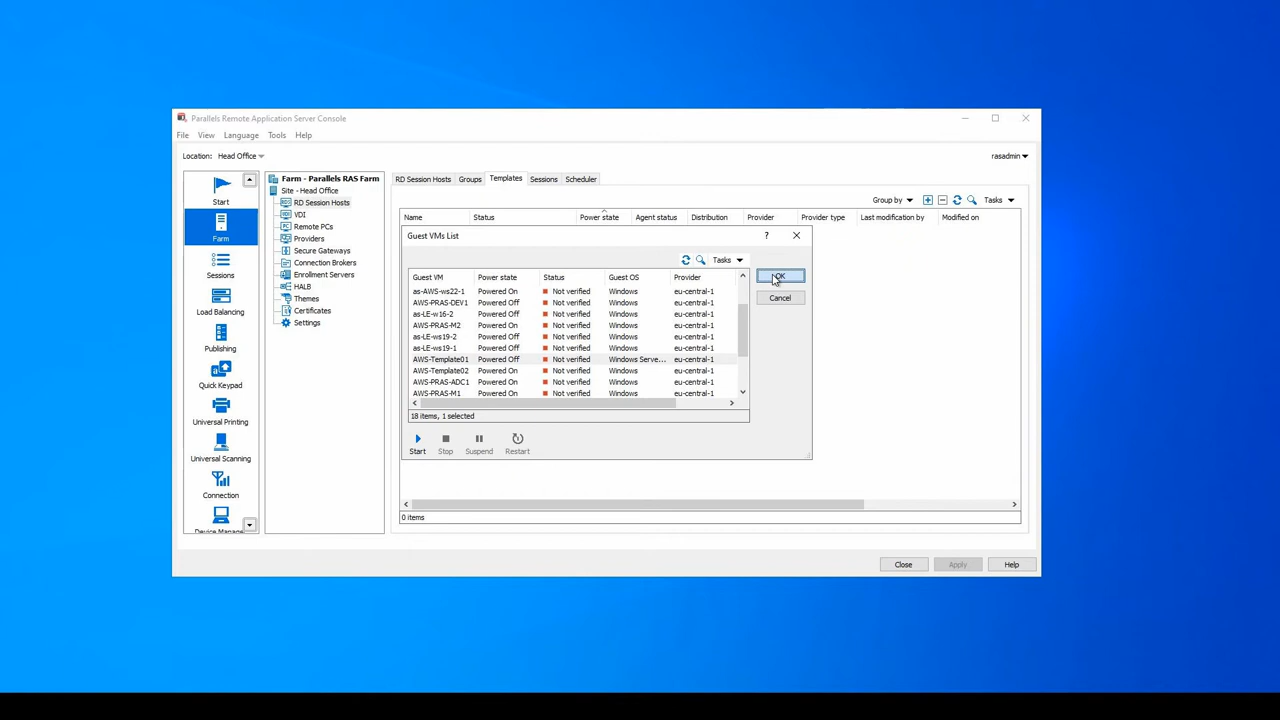 Parallels Remote Application Server Console
File View Language Tools Help
Location: Head Office rasadmin
Start
Farm
Sessions
Load Balancing
Publishing
Quick Keypad
Universal Printing
Universal Scanning
Connection
Farm - Parallels RAS Farm
Site - Head Office
RD Session Hosts
VDI
Remote PCs
Providers
Secure Gateways
Connection Brokers
Enrollment Servers
HALB
Themes
Certificates
Settings
RD Session Hosts Groups Templates Sessions Scheduler
Group by Tasks
Name Status Power state Agent status Distribution Provider Provider type Last modification by Modified on
Guest VMs List ?
Tasks
Guest VM Power state Status Guest OS Provider
as-AWS-ws22-1 Powered On Not verified Windows eu-central-1
AWS-PRAS-DEV1 Powered Off Not verified Windows eu-central-1
as-LE-w16-2 Powered Off Not verified Windows eu-central-1
AWS-PRAS-M2 Powered On Not verified Windows eu-central-1
as-LE-ws19-2 Powered Off Not verified Windows eu-central-1
as-LE-ws19-1 Powered Off Not verified Windows eu-central-1
AWS-Template01 Powered Off Not verified Windows Serve... eu-central-1
AWS-Template02 Powered On Not verified Windows eu-central-1
AWS-PRAS-ADC1 Powered On Not verified Windows eu-central-1
AWS-PRAS-M1 Powered On Not verified Windows eu-central-1
18 items, 1 selected
Start Stop Suspend Restart
OK
Cancel
0 items
Close Apply Help